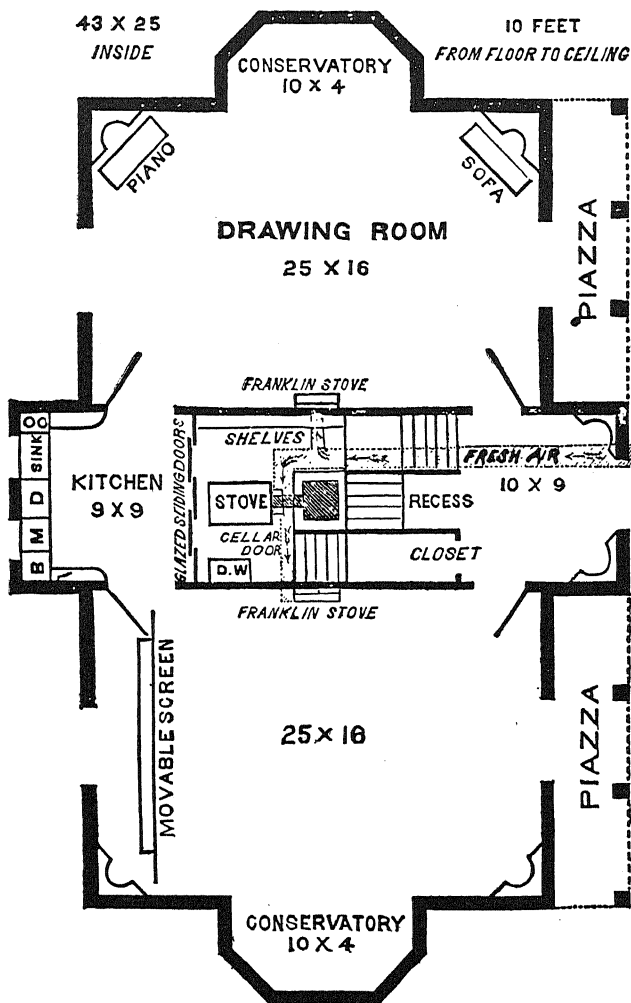 43 X 25
INSIDE
10 FEET
FROM FLOOR TO CEILING
CONSERVATORY
10 X 4
PIANO
SOFA
DRAWING ROOM
25 X 16
PIAZZA
FRANKLIN STOVE
OO
SINK
D
M
B
KITCHEN
9 X 9
GLAZED SLIDING DOORS
SHELVES
FRESH AIR
10 X 9
STOVE
RECESS
CELLAR
DOOR
CLOSET
D.W
FRANKLIN STOVE
MOVABLE SCREEN
25 X 16
PIAZZA
CONSERVATORY
10 X 4